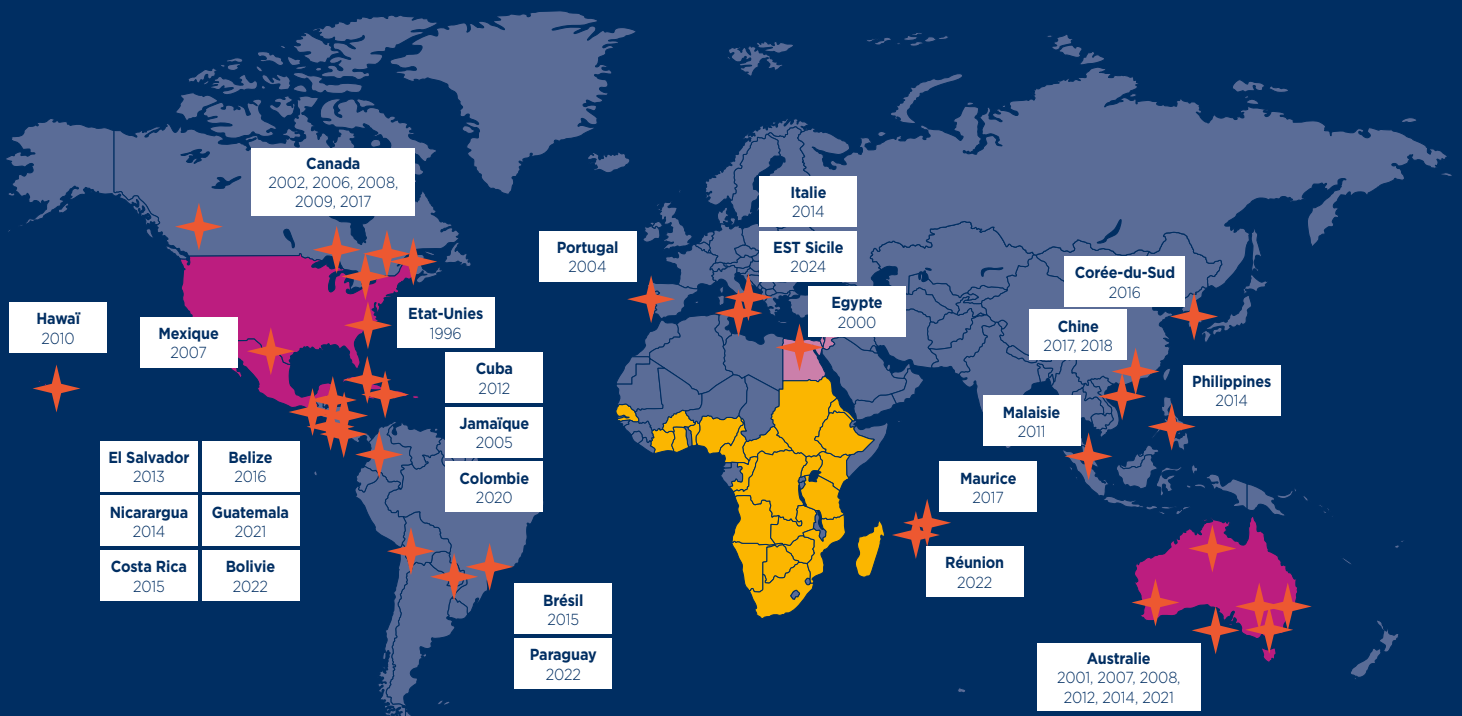 Canada
2002, 2006, 2008,
2009, 2017
Italie
2014
Portugal
2004
EST Sicile
2024
Corée-du-Sud
2016
Egypte
2000
Hawaï
2010
Mexique
2007
Etat-Unies
1996
Chine
2017, 2018
Cuba
2012
Philippines
2014
Malaisie
2011
Jamaïque
2005
Colombie
2020
El Salvador
2013
Belize
2016
Nicarargua
2014
Guatemala
2021
Costa Rica
2015
Bolivie
2022
Maurice
2017
Réunion
2022
Brésil
2015
Paraguay
2022
Australie
2001, 2007, 2008,
2012, 2014, 2021